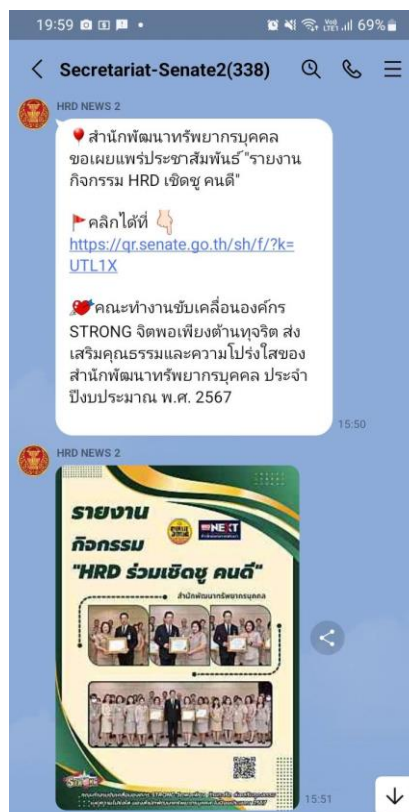 19:59
69%
Secretariat-Senate2(338)
HRD NEWS 2
สำนักพัฒนาทรัพยากรบุคคล
ขอเผยแพร่ประชาสัมพันธ์ "รายงาน
กิจกรรม HRD เชิดชู คนดี"
คลิกได้ที่
https://qr.senate.go.th/sh/f/?k=
UTL1X
คณะทำงานขับเคลื่อนองค์กร
STRONG จิตพอเพียงต้านทุจริต ส่ง
เสริมคุณธรรมและความโปร่งใสของ
สำนักพัฒนาทรัพยากรบุคคล ประจำ
ปีงบประมาณ พ.ศ. 2567
15:50
HRD NEWS 2
รายงาน
NEXT
กิจกรรม
"HRD ร่วมเชิดชู คนดี"
สำนักพัฒนาทรัพยากรบุคคล
15:51